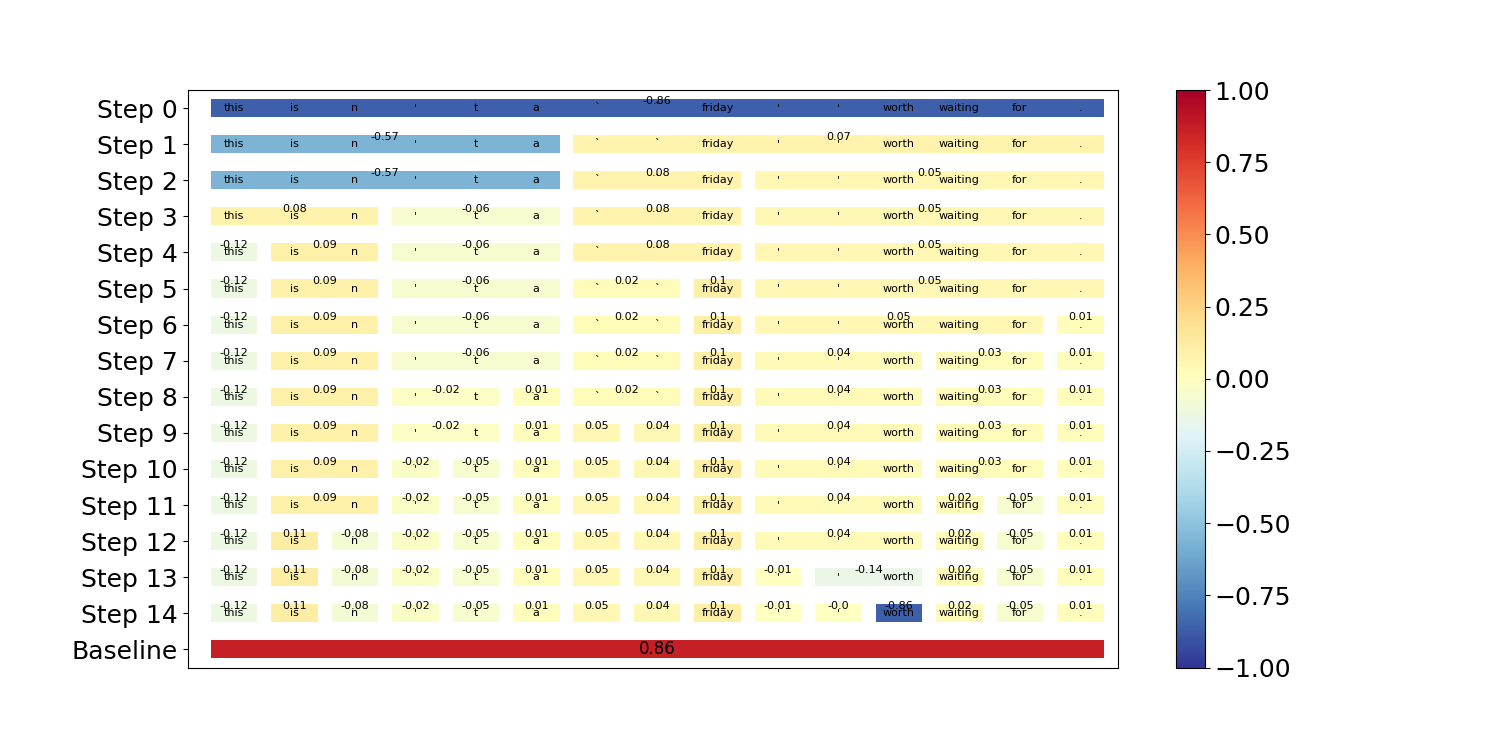 -0.86
Step 0 this is n ' t a ` friday ' ' worth waiting for .
-0.57 0.07
Step 1 this is n ' t a ` ` friday ' ' worth waiting for .
-0.57 0.08 0.05
Step 2 this is n ' t a ` friday ' ' worth waiting for .
0.08 -0.06 0.08 0.05
Step 3 this is n ' t a ` friday ' ' worth waiting for .
-0.12 0.09 -0.06 0.08 0.05
Step 4 this is n ' t a ` friday ' ' worth waiting for .
-0.12 0.09 -0.06 0.02 0.1 0.05
Step 5 this is n ' t a ` ` friday ' ' worth waiting for .
-0.12 0.09 -0.06 0.02 0.1 0.05 0.01
Step 6 this is n ' t a ` ` friday ' ' worth waiting for .
-0.12 0.09 -0.06 0.02 0.1 0.04 0.03 0.01
Step 7 this is n ' t a ` ` friday ' ' worth waiting for .
-0.12 0.09 -0.02 0.01 0.02 0.1 0.04 0.03 0.01
Step 8 this is n ' t a ` ` friday ' ' worth waiting for .
-0.12 0.09 -0.02 0.01 0.05 0.04 0.1 0.04 0.03 0.01
Step 9 this is n ' t a friday ' ' worth waiting for .
-0.12 0.09 -0.02 -0.05 0.01 0.05 0.04 0.1 0.04 0.03 0.01
Step 10 this is n ' t a friday ' ' worth waiting for .
-0.12 0.09 -0.02 -0.05 0.01 0.05 0.04 0.1 0.04 0.02 -0.05 0.01
Step 11 this is n ' t a friday ' ' worth waiting for .
-0.12 0.11 -0.08 -0.02 -0.05 0.01 0.05 0.04 0.1 0.04 0.02 -0.05 0.01
Step 12 this is n ' t a friday ' ' worth waiting for .
-0.12 0.11 -0.08 -0.02 -0.05 0.01 0.05 0.04 0.1 -0.01 -0.14 0.02 -0.05 0.01
Step 13 this is n ' t a friday ' ' worth waiting for .
-0.12 0.11 -0.08 -0.02 -0.05 0.01 0.05 0.04 0.1 -0.01 -0.0 -0.86 0.02 -0.05 0.01
Step 14 this is n ' t a friday ' ' worth waiting for .
Baseline 0.86
1.00
0.75
0.50
0.25
0.00
−0.25
−0.50
−0.75
−1.00